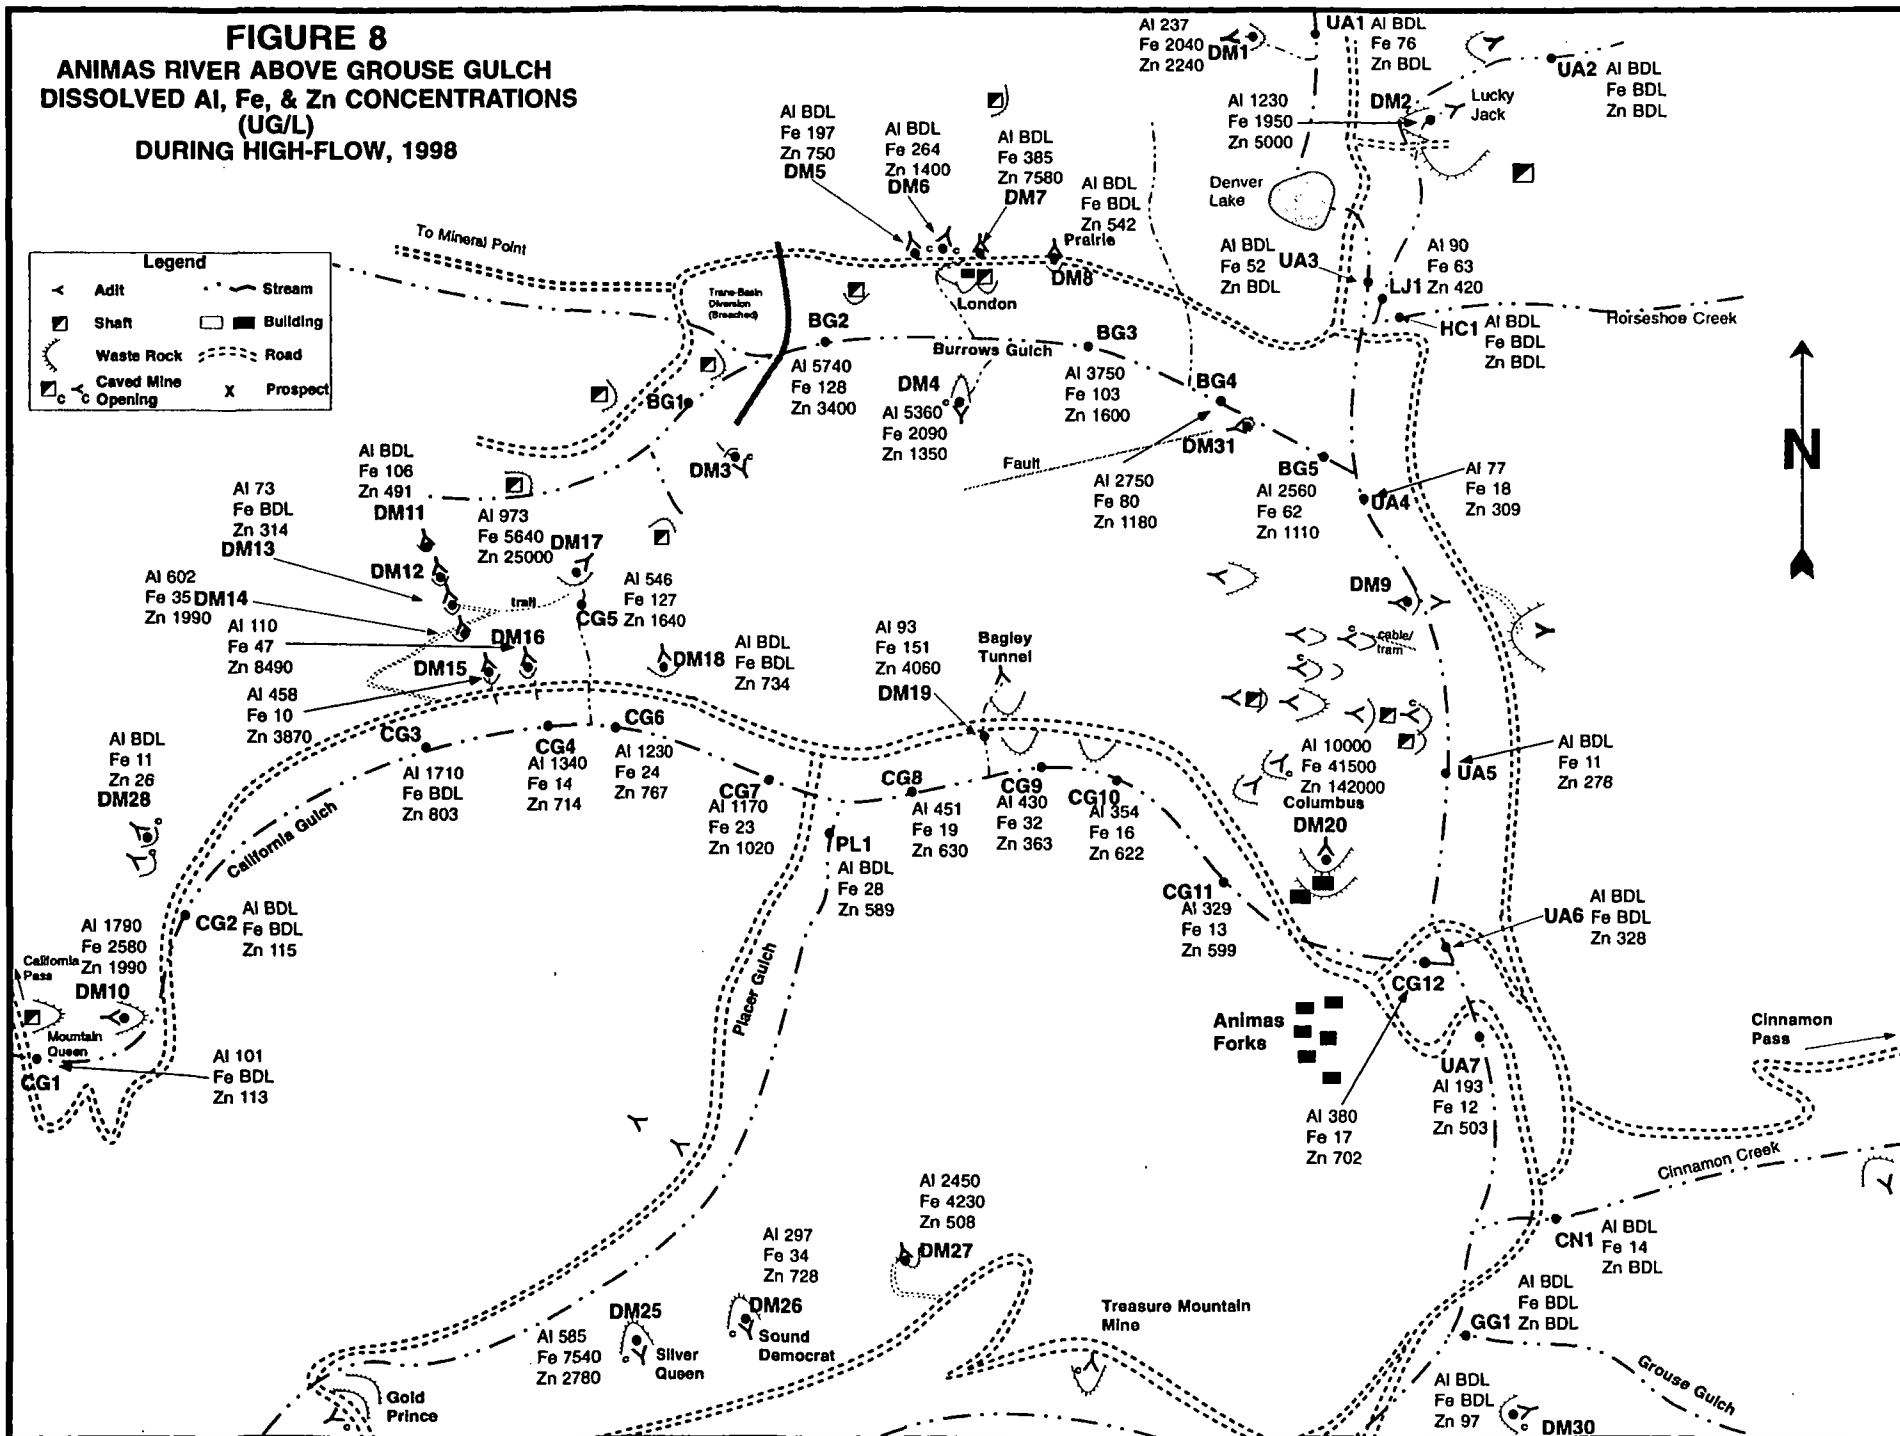 FIGURE 8
ANIMAS RIVER ABOVE GROUSE GULCH
DISSOLVED Al, Fe, & Zn CONCENTRATIONS
(UG/L)
DURING HIGH-FLOW, 1998
Legend
Adit
Stream
Shaft
Building
Waste Rock
Road
C
C
Caved Mine
Opening
X
Prospect
To Mineral Point
Trans-Basin
Diversion
(Breached)
Al BDL
Fe 197
Zn 750
DM5
Al BDL
Fe 264
Zn 1400
DM6
Al BDL
Fe 385
Zn 7580
DM7
Al BDL
Fe BDL
Zn 542
Prairie
DM8
London
Al 237
Fe 2040
Zn 2240
DM1
UA1
Al BDL
Fe 76
Zn BDL
UA2
Al BDL
Fe BDL
Zn BDL
Al 1230
Fe 1950
Zn 5000
DM2
Lucky
Jack
Denver
Lake
Al BDL
Fe 52
Zn BDL
UA3
Al 90
Fe 63
Zn 420
LJ1
HC1
Al BDL
Fe BDL
Zn BDL
Horseshoe Creek
N
BG1
BG2
Al 5740
Fe 128
Zn 3400
Burrows Gulch
BG3
Al 3750
Fe 103
Zn 1600
DM4
Al 5360
Fe 2090
Zn 1350
DM3
Fault
BG4
Al 2750
Fe 80
Zn 1180
DM31
BG5
Al 2560
Fe 62
Zn 1110
UA4
Al 77
Fe 18
Zn 309
Al BDL
Fe 106
Zn 491
DM11
Al 73
Fe BDL
Zn 314
DM13
DM12
Al 602
Fe 35
Zn 1990
DM14
Al 110
Fe 47
Zn 8490
DM16
DM15
Al 458
Fe 10
Zn 3870
trail
Al 973
Fe 5640
Zn 25000
DM17
CG5
Al 546
Fe 127
Zn 1640
DM18
Al BDL
Fe BDL
Zn 734
Al 93
Fe 151
Zn 4060
DM19
Bagley
Tunnel
DM9
cable/
tram
Al 10000
Fe 41500
Zn 142000
Columbus
DM20
UA5
Al BDL
Fe 11
Zn 278
Al BDL
Fe 11
Zn 26
DM28
California Gulch
CG3
Al 1710
Fe BDL
Zn 803
CG4
Al 1340
Fe 14
Zn 714
CG6
Al 1230
Fe 24
Zn 767
CG7
Al 1170
Fe 23
Zn 1020
CG8
Al 451
Fe 19
Zn 630
CG9
Al 430
Fe 32
Zn 363
CG10
Al 354
Fe 16
Zn 622
PL1
Al BDL
Fe 28
Zn 589
CG11
Al 329
Fe 13
Zn 599
UA6
Al BDL
Fe BDL
Zn 328
CG12
Al 380
Fe 17
Zn 702
Animas
Forks
UA7
Al 193
Fe 12
Zn 503
CG2
Al BDL
Fe BDL
Zn 115
Al 1790
Fe 2580
Zn 1990
DM10
California
Pass
Mountain
Queen
CG1
Al 101
Fe BDL
Zn 113
Placer Gulch
Cinnamon
Pass
Cinnamon Creek
CN1
Al BDL
Fe 14
Zn BDL
Al BDL
Fe BDL
Zn BDL
GG1
Grouse Gulch
Al BDL
Fe BDL
Zn 97
DM30
Al 2450
Fe 4230
Zn 508
DM27
Al 297
Fe 34
Zn 728
DM26
Sound
Democrat
DM25
Al 585
Fe 7540
Zn 2780
Silver
Queen
Gold
Prince
Treasure Mountain
Mine